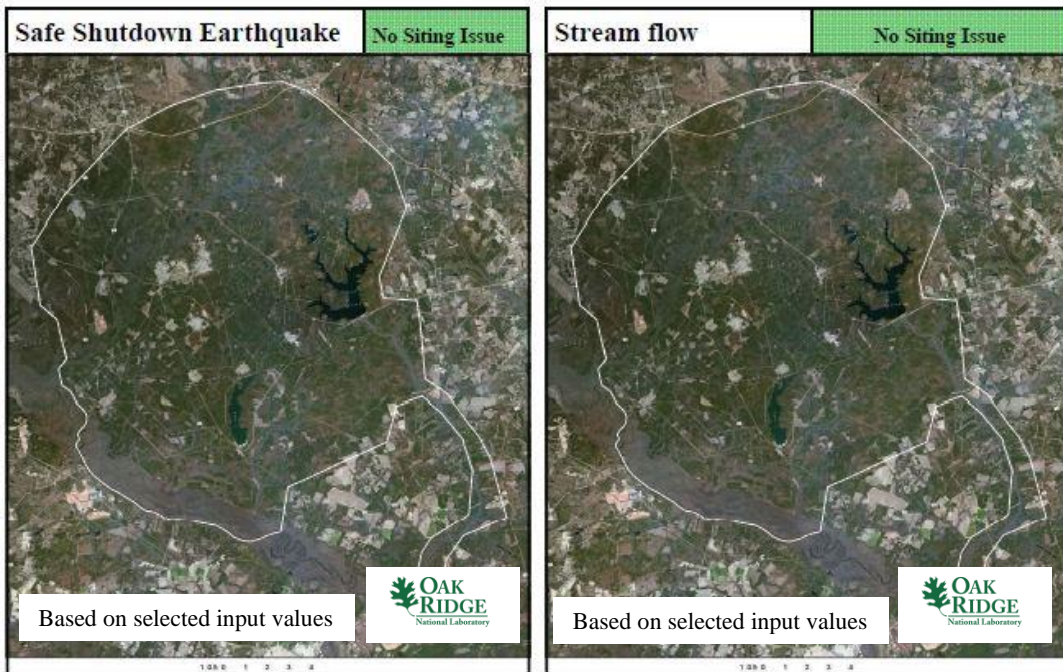 Safe Shutdown Earthquake
No Siting Issue
Based on selected input values
OAK
RIDGE
National Laboratory
Stream flow
No Siting Issue
Based on selected input values
OAK
RIDGE
National Laboratory